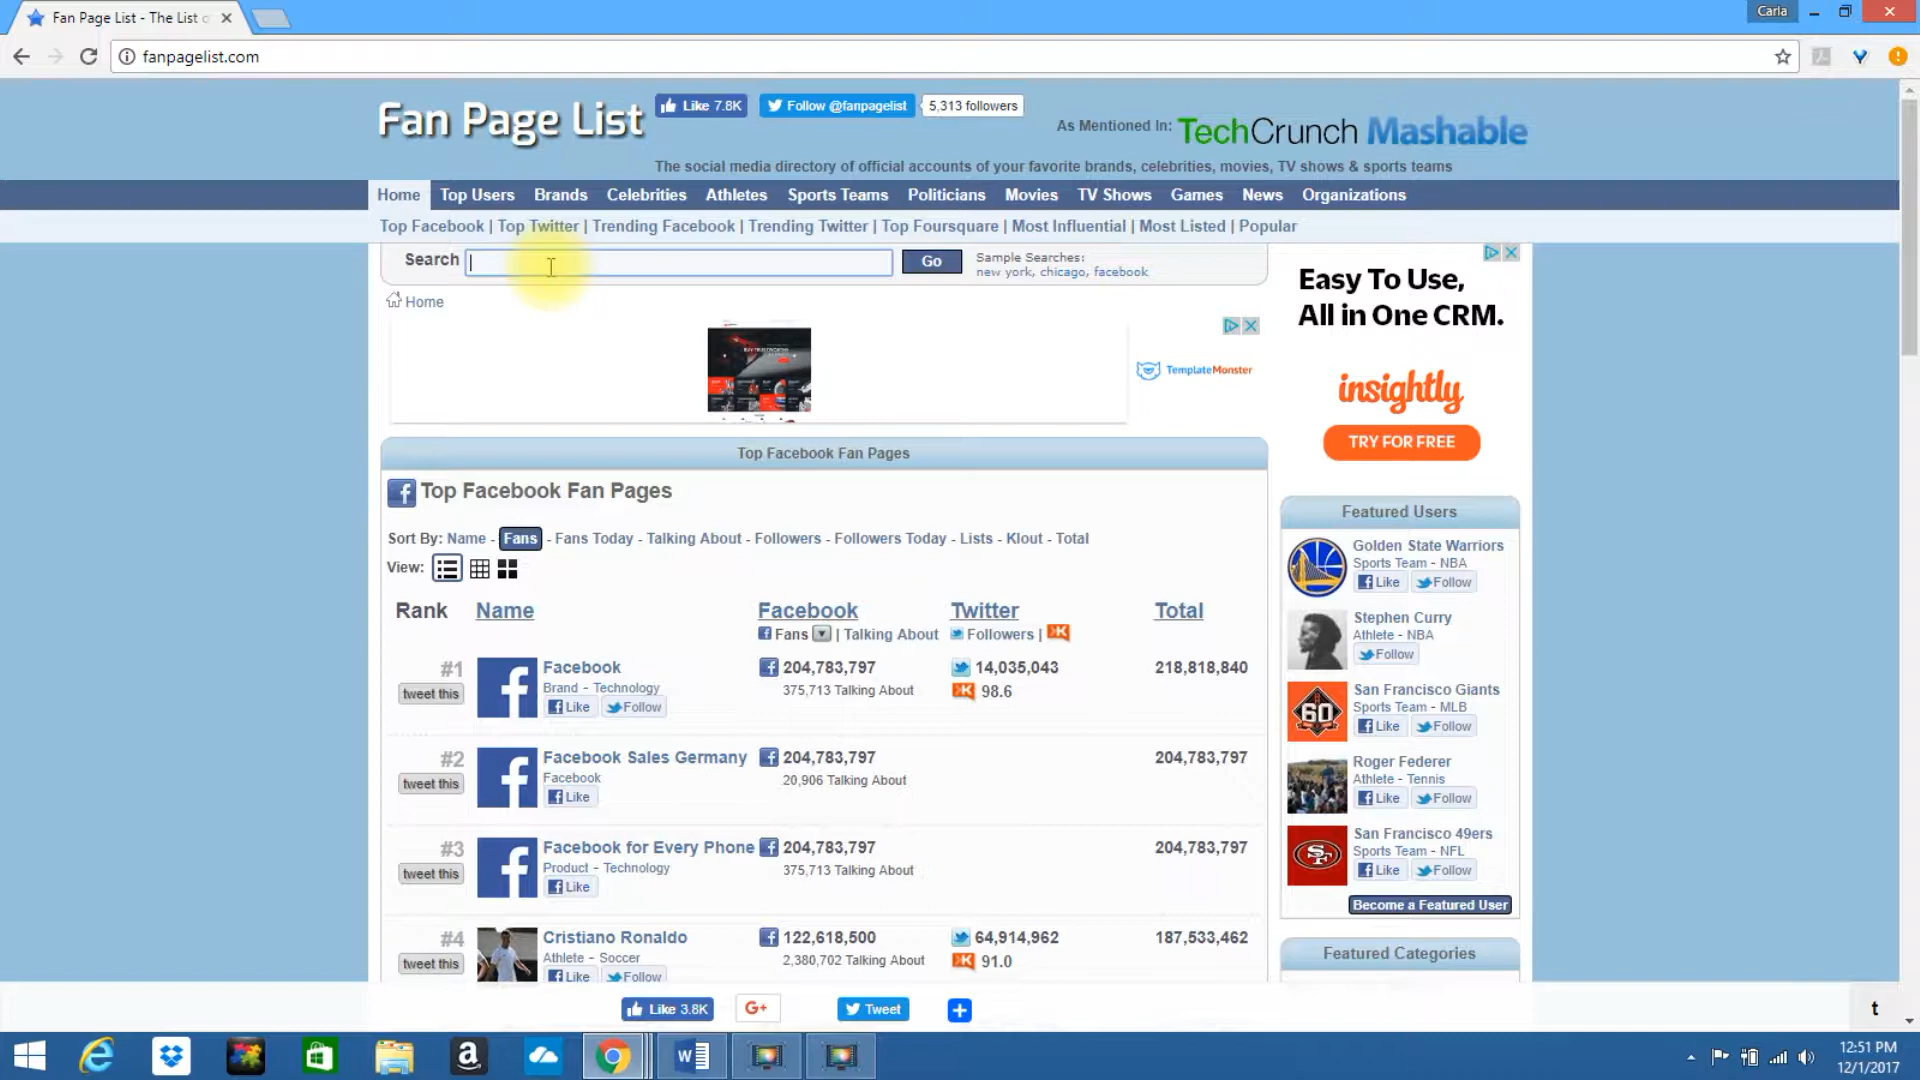 Fan Page List - The List o
Carla
fanpagelist.com
Fan Page List
Like 7.8K
Follow @fanpagelist
5,313 followers
As Mentioned In: TechCrunch Mashable
The social media directory of official accounts of your favorite brands, celebrities, movies, TV shows & sports teams
Home Top Users Brands Celebrities Athletes Sports Teams Politicians Movies TV Shows Games News Organizations
Top Facebook | Top Twitter | Trending Facebook | Trending Twitter | Top Foursquare | Most Influential | Most Listed | Popular
Search
Go
Sample Searches:
new york, chicago, facebook
Home
TemplateMonster
Easy To Use,
All in One CRM.
insightly
TRY FOR FREE
Top Facebook Fan Pages
Top Facebook Fan Pages
Sort By: Name - Fans - Fans Today - Talking About - Followers - Followers Today - Lists - Klout - Total
View:
Rank Name Facebook Twitter Total
Fans | Talking About Followers |
#1 Facebook 204,783,797 14,035,043 218,818,840
tweet this Brand - Technology 375,713 Talking About 98.6
Like Follow
#2 Facebook Sales Germany 204,783,797 204,783,797
tweet this Facebook 20,906 Talking About
Like
#3 Facebook for Every Phone 204,783,797 204,783,797
tweet this Product - Technology 375,713 Talking About
Like
#4 Cristiano Ronaldo 122,618,500 64,914,962 187,533,462
tweet this Athlete - Soccer 2,380,702 Talking About 91.0
Like Follow
Featured Users
Golden State Warriors
Sports Team - NBA
Like Follow
Stephen Curry
Athlete - NBA
Follow
San Francisco Giants
Sports Team - MLB
Like Follow
60
Roger Federer
Athlete - Tennis
Like Follow
San Francisco 49ers
Sports Team - NFL
Like Follow
SF
Become a Featured User
Featured Categories
Like 3.8K
G+
Tweet
t
12:51 PM
12/1/2017